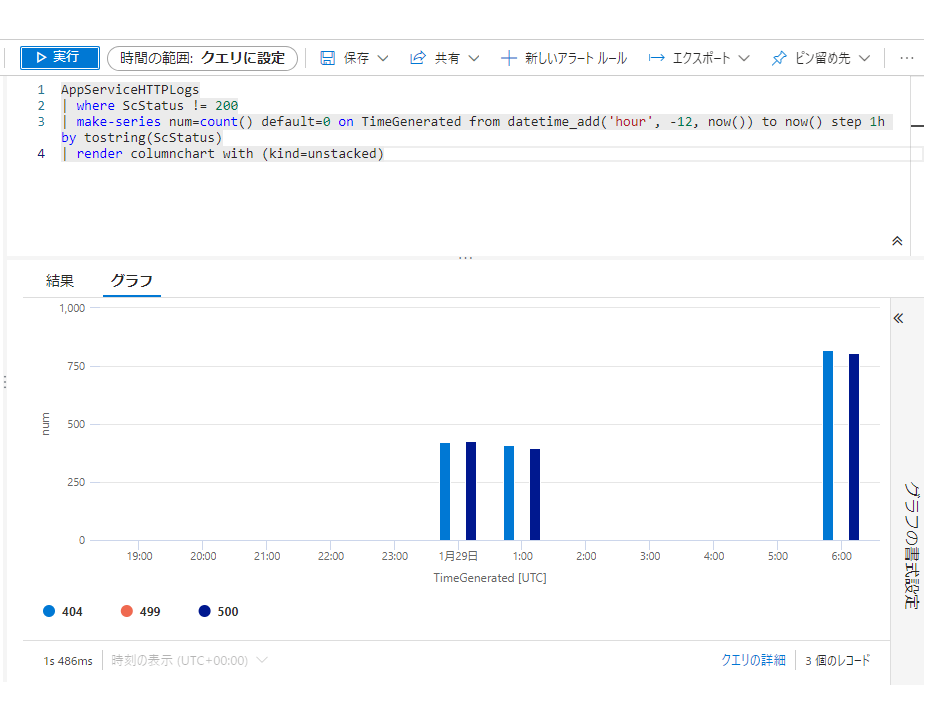 実行
時間の範囲: クエリに設定
保存
共有
新しいアラート ルール
エクスポート
ピン留め先
1 AppServiceHTTPLogs
2 | where ScStatus != 200
3 | make-series num=count() default=0 on TimeGenerated from datetime_add('hour', -12, now()) to now() step 1h
by tostring(ScStatus)
4 | render columnchart with (kind=unstacked)
結果
グラフ
1,000
750
500
250
0
num
19:00
20:00
21:00
22:00
23:00
1月29日
1:00
2:00
3:00
4:00
5:00
6:00
TimeGenerated [UTC]
404
499
500
グラフの書式設定
1s 486ms
時刻の表示 (UTC+00:00)
クエリの詳細
3 個のレコード